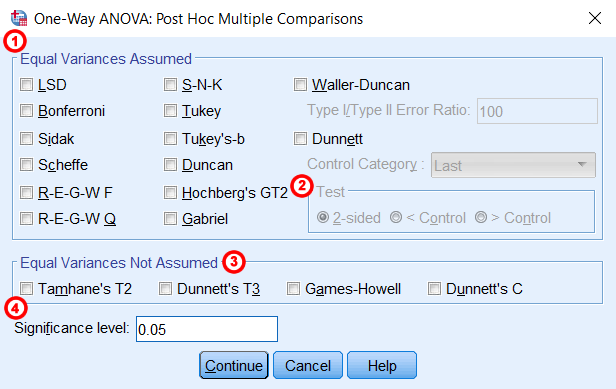 One-Way ANOVA: Post Hoc Multiple Comparisons
1
Equal Variances Assumed
LSD S-N-K Waller-Duncan
Bonferroni Tukey Type I/Type II Error Ratio: 100
Sidak Tukey's-b Dunnett
Scheffe Duncan Control Category : Last
R-E-G-W F Hochberg's GT2 2 Test
R-E-G-W Q Gabriel 2-sided < Control > Control
Equal Variances Not Assumed 3
Tamhane's T2 Dunnett's T3 Games-Howell Dunnett's C
4
Significance level: 0.05
Continue Cancel Help